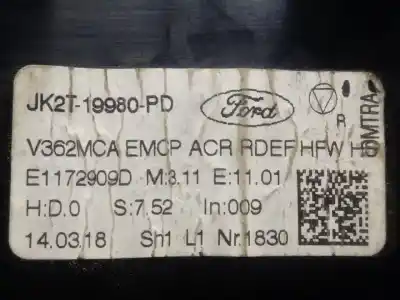 JK2T-19980-PD
Ford
R
V362MCA EMCP ACR RDEF HFW
OMTRA
E1172909D M:3.11 E:11.01
H:D.0 S:7.52 In:009
14.03.18 Sh1 L1 Nr.1830